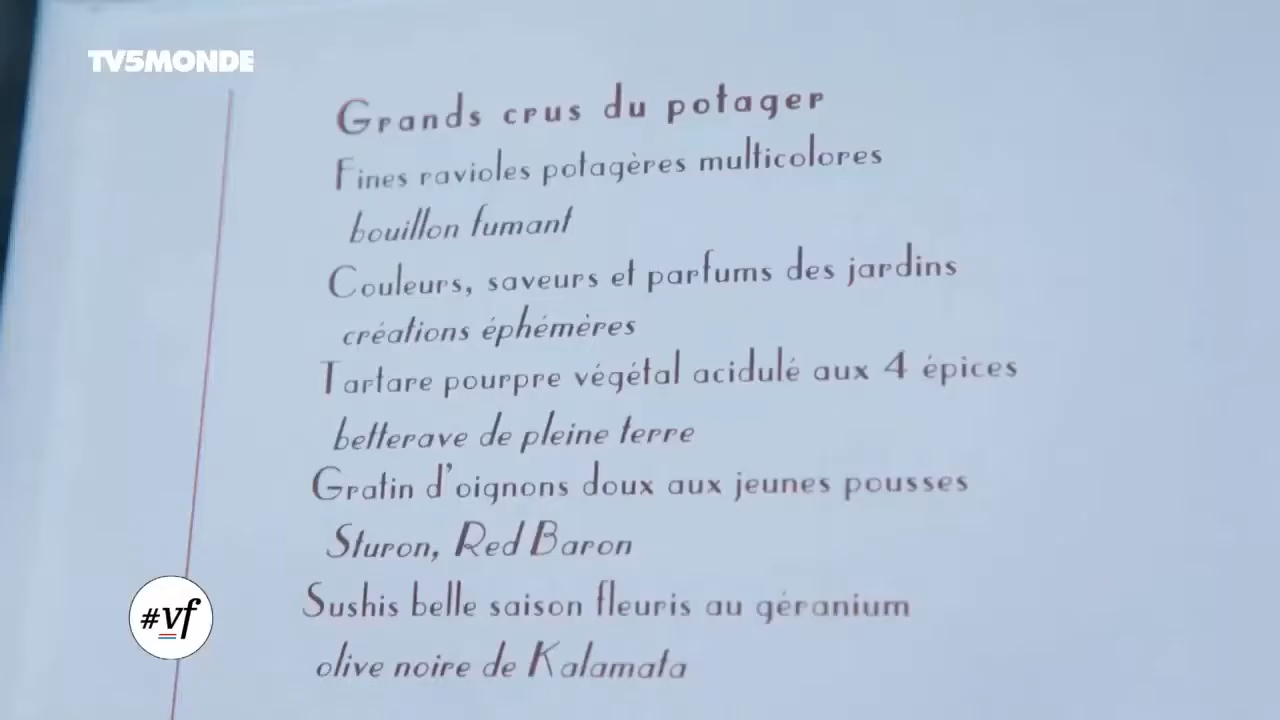 TV5MONDE
Grands crus du potager
Fines ravioles potagères multicolores
bouillon fumant
Couleurs, saveurs et parfums des jardins
créations éphémères
Tartare pourpre végétal acidulé aux 4 épices
betterave de pleine terre
Gratin d'oignons doux aux jeunes pousses
Sturon, Red Baron
Sushis belle saison fleuris au géranium
olive noire de Kalamata
#vf